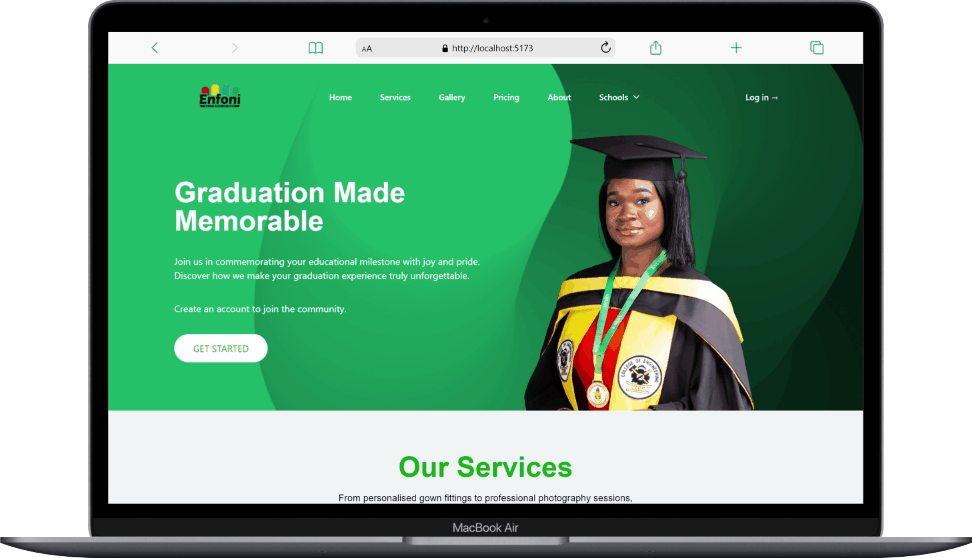 AA
http://localhost:5173
Enfoni
Home Services Gallery Pricing About Schools Log in →
Graduation Made
Memorable
Join us in commemorating your educational milestone with joy and pride.
Discover how we make your graduation experience truly unforgettable.
Create an account to join the community.
GET STARTED
COLLEGE OF ENGINEERING
Our Services
From personalised gown fittings to professional photography sessions,
MacBook Air